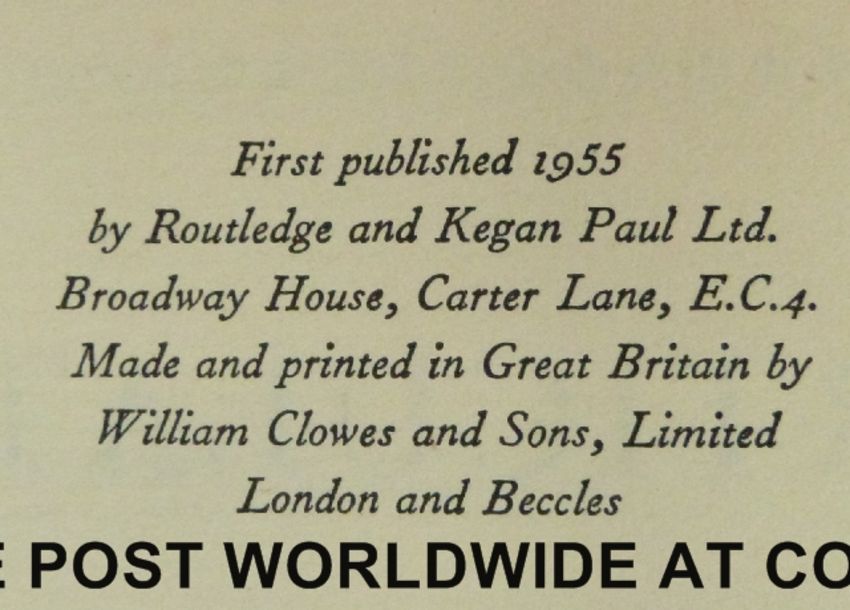 First published 1955
by Routledge and Kegan Paul Ltd.
Broadway House, Carter Lane, E.C.4.
Made and printed in Great Britain by
William Clowes and Sons, Limited
London and Beccles
POST WORLDWIDE AT